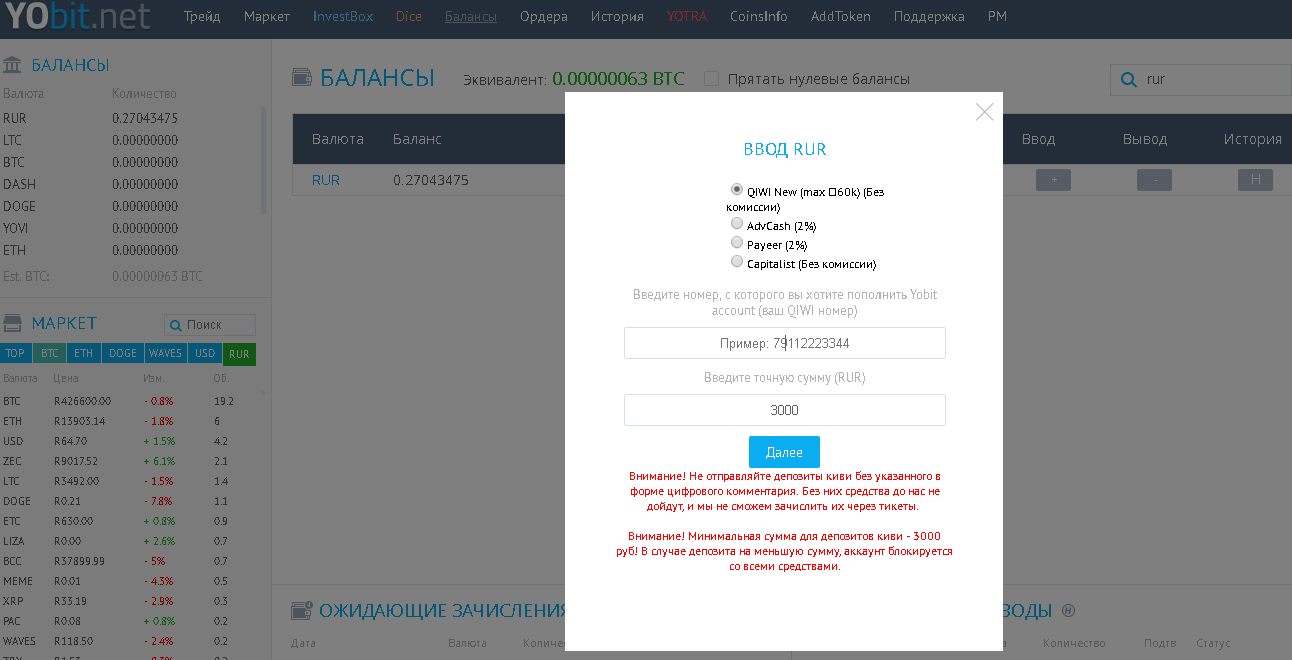 YObit.net
Трейд Маркет InvestBox Dice Балансы Ордера История YOTRA CoinsInfo AddToken Поддержка PM
БАЛАНСЫ
Валюта Количество
RUR 0.27043475
LTC 0.00000000
BTC 0.00000000
DASH 0.00000000
DOGE 0.00000000
YOVI 0.00000000
ETH 0.00000000
Est. BTC: 0.00000063 BTC
МАРКЕТ Поиск
TOP BTC ETH DOGE WAVES USD RUR
Валюта Цена Изм. Об.
BTC R426600.00 - 0.8% 19.2
ETH R13903.14 - 1.8% 6
USD R64.70 + 1.5% 4.2
ZEC R9017.52 + 6.1% 2.1
LTC R3492.00 - 1.5% 1.4
DOGE R0.21 - 7.8% 1.1
ETC R630.00 + 0.8% 0.9
LIZA R0.00 + 2.6% 0.7
BCC R37899.99 - 5% 0.7
MEME R0.01 - 4.3% 0.5
XRP R33.19 - 2.9% 0.3
PAC R0.08 + 0.8% 0.2
WAVES R118.50 - 2.4% 0.2
БАЛАНСЫ Эквивалент: 0.00000063 BTC Прятать нулевые балансы rur
Валюта Баланс Ввод Вывод История
RUR 0.27043475 + - H
ВВОД RUR
QIWI New (max □60k) (Без
комиссии)
AdvCash (2%)
Payeer (2%)
Capitalist (Без комиссии)
Введите номер, с которого вы хотите пополнить Yobit
account (ваш QIWI номер)
Пример: 79112223344
Введите точную сумму (RUR)
3000
Далее
Внимание! Не отправляйте депозиты киви без указанного в
форме цифрового комментария. Без них средства до нас не
дойдут, и мы не сможем зачислить их через тикеты.
Внимание! Минимальная сумма для депозитов киви - 3000
руб! В случае депозита на меньшую сумму, аккаунт блокируется
со всеми средствами.
ОЖИДАЮЩИЕ ЗАЧИСЛЕНИЯ ВОДЫ H
Дата Валюта Количе Количество Подтв Статус